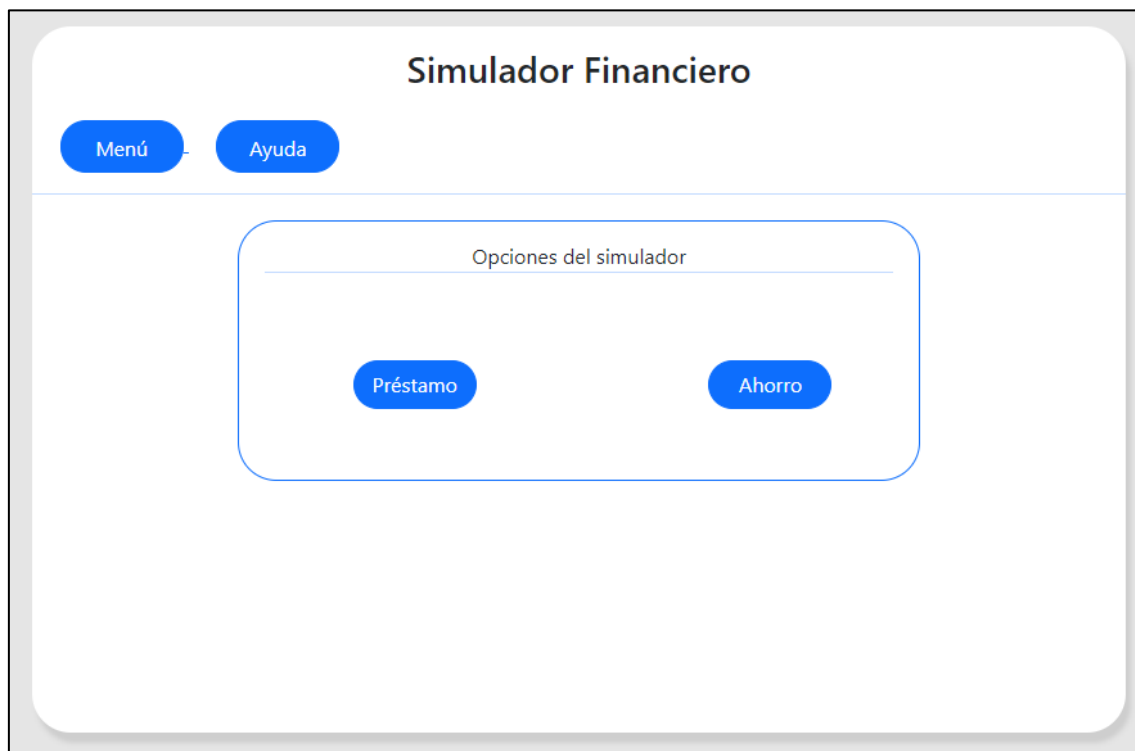 Simulador Financiero
Menú Ayuda
Opciones del simulador
Préstamo Ahorro